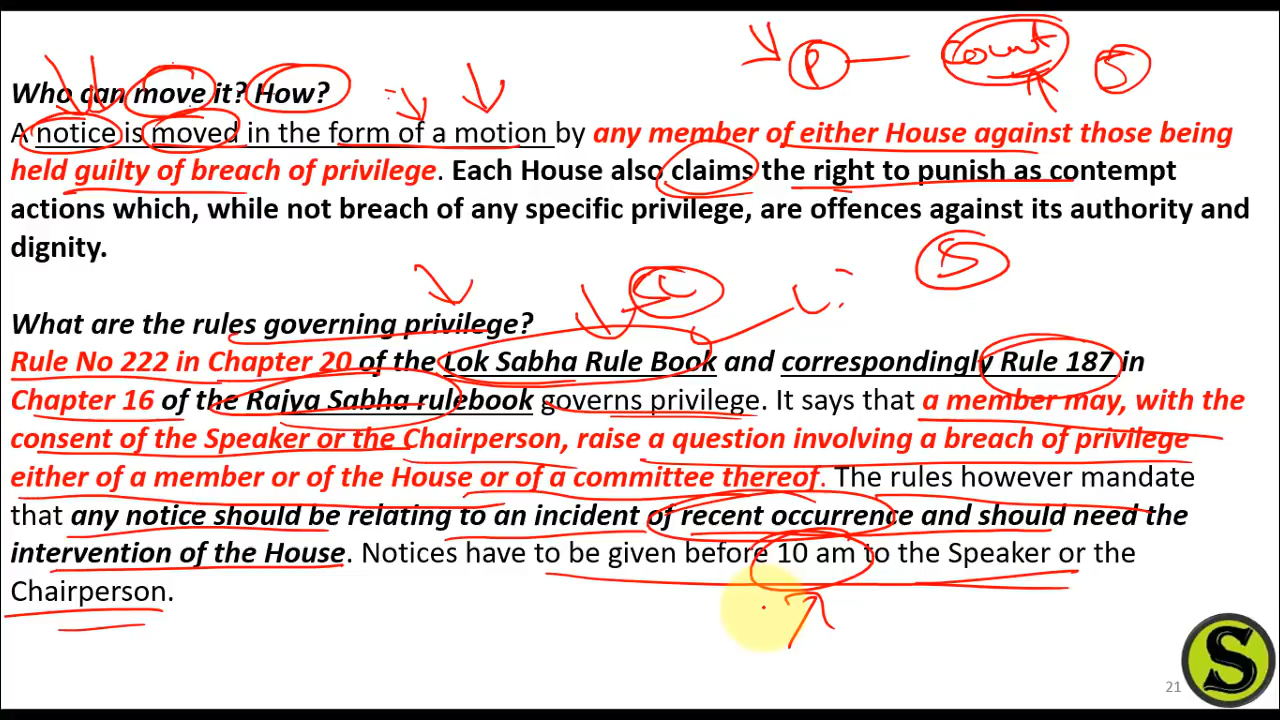 P
Count
S
Who can move it? How?
A notice is moved in the form of a motion by any member of either House against those being
held guilty of breach of privilege. Each House also claims the right to punish as contempt
actions which, while not breach of any specific privilege, are offences against its authority and
dignity.
What are the rules governing privilege?
Rule No 222 in Chapter 20 of the Lok Sabha Rule Book and correspondingly Rule 187 in
Chapter 16 of the Rajya Sabha rulebook governs privilege. It says that a member may, with the
consent of the Speaker or the Chairperson, raise a question involving a breach of privilege
either of a member or of the House or of a committee thereof. The rules however mandate
that any notice should be relating to an incident of recent occurrence and should need the
intervention of the House. Notices have to be given before 10 am to the Speaker or the
Chairperson.
21
S